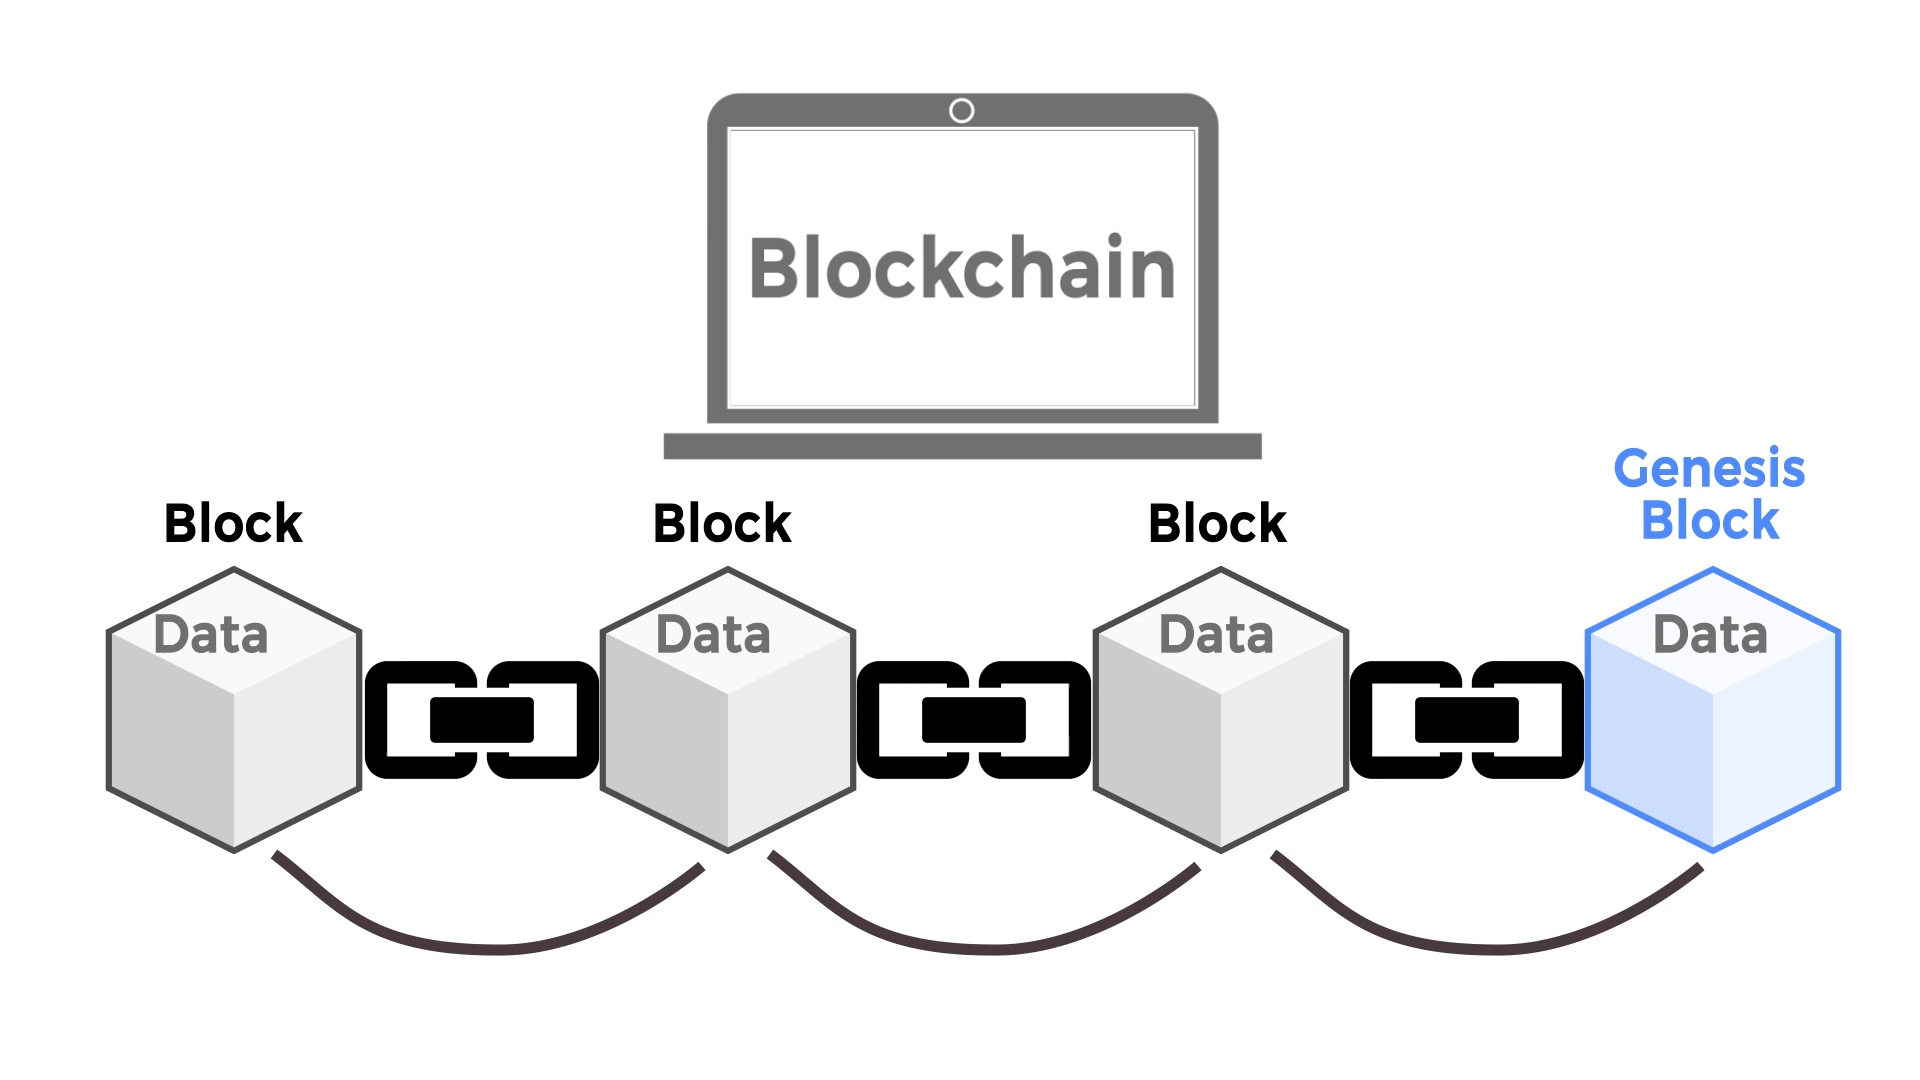 Blockchain
Genesis
Block
Block
Block
Block
Data
Data
Data
Data